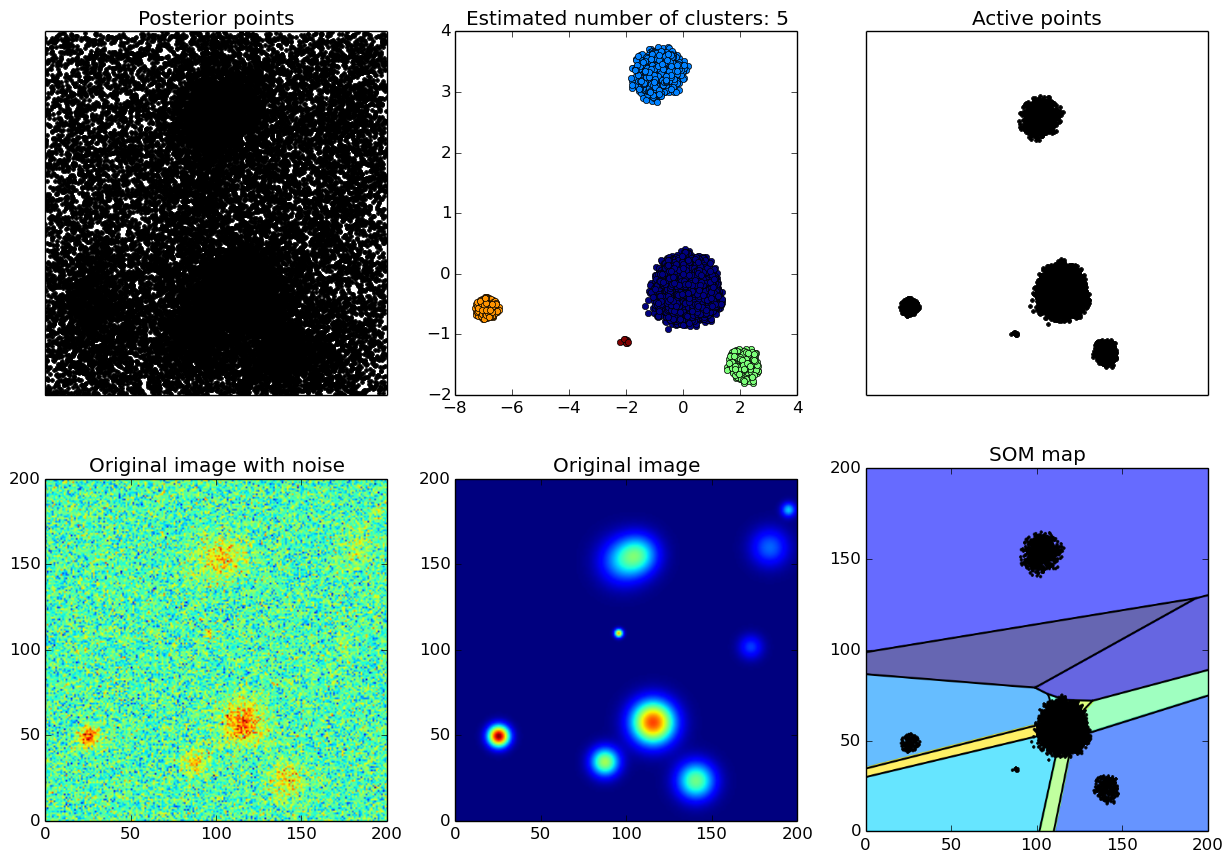 Posterior points
Estimated number of clusters: 5
Active points
4
3
2
1
0
−1
−2
−8 −6 −4 −2 0 2 4
Original image with noise
Original image
SOM map
200
150
100
50
0
0 50 100 150 200
200
150
100
50
0
0 50 100 150 200
200
150
100
50
0
0 50 100 150 200